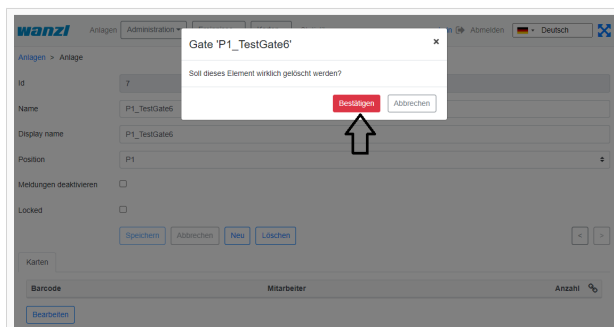 wanzl
Anlagen
Administration
Abmelden
Deutsch
Gate 'P1_TestGate6'
×
Soll dieses Element wirklich gelöscht werden?
Bestätigen
Abbrechen
Anlagen > Anlage
Id
7
Name
P1_TestGate6
Display name
P1_TestGate6
Position
P1
Meldungen deaktivieren
Locked
Speichern
Abbrechen
Neu
Löschen
<
>
Karten
Barcode
Mitarbeiter
Anzahl
Bearbeiten